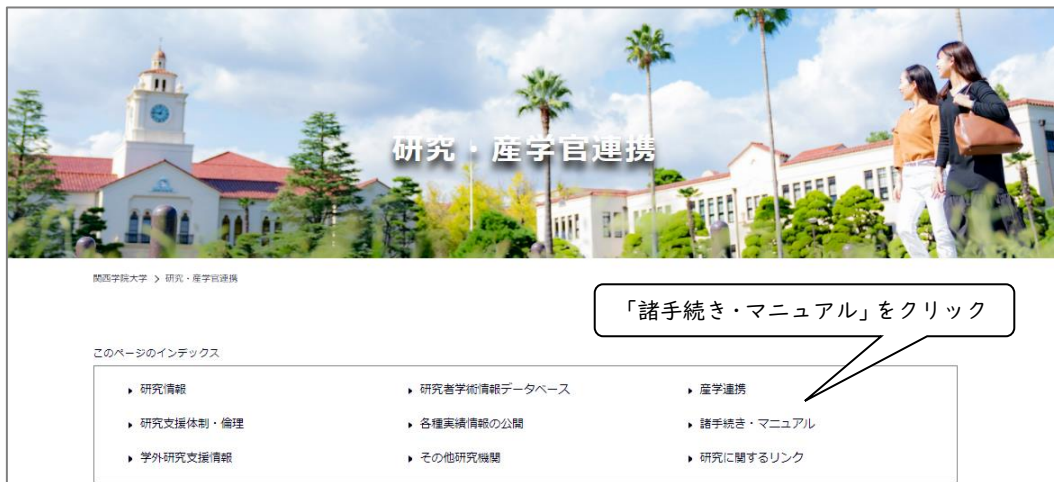 研究・産学官連携
関西学院大学 > 研究・産学官連携
「諸手続き・マニュアル」をクリック
このページのインデックス
研究情報
研究者学術情報データベース
産学連携
研究支援体制・倫理
各種実績情報の公開
諸手続き・マニュアル
学外研究支援情報
その他研究機関
研究に関するリンク